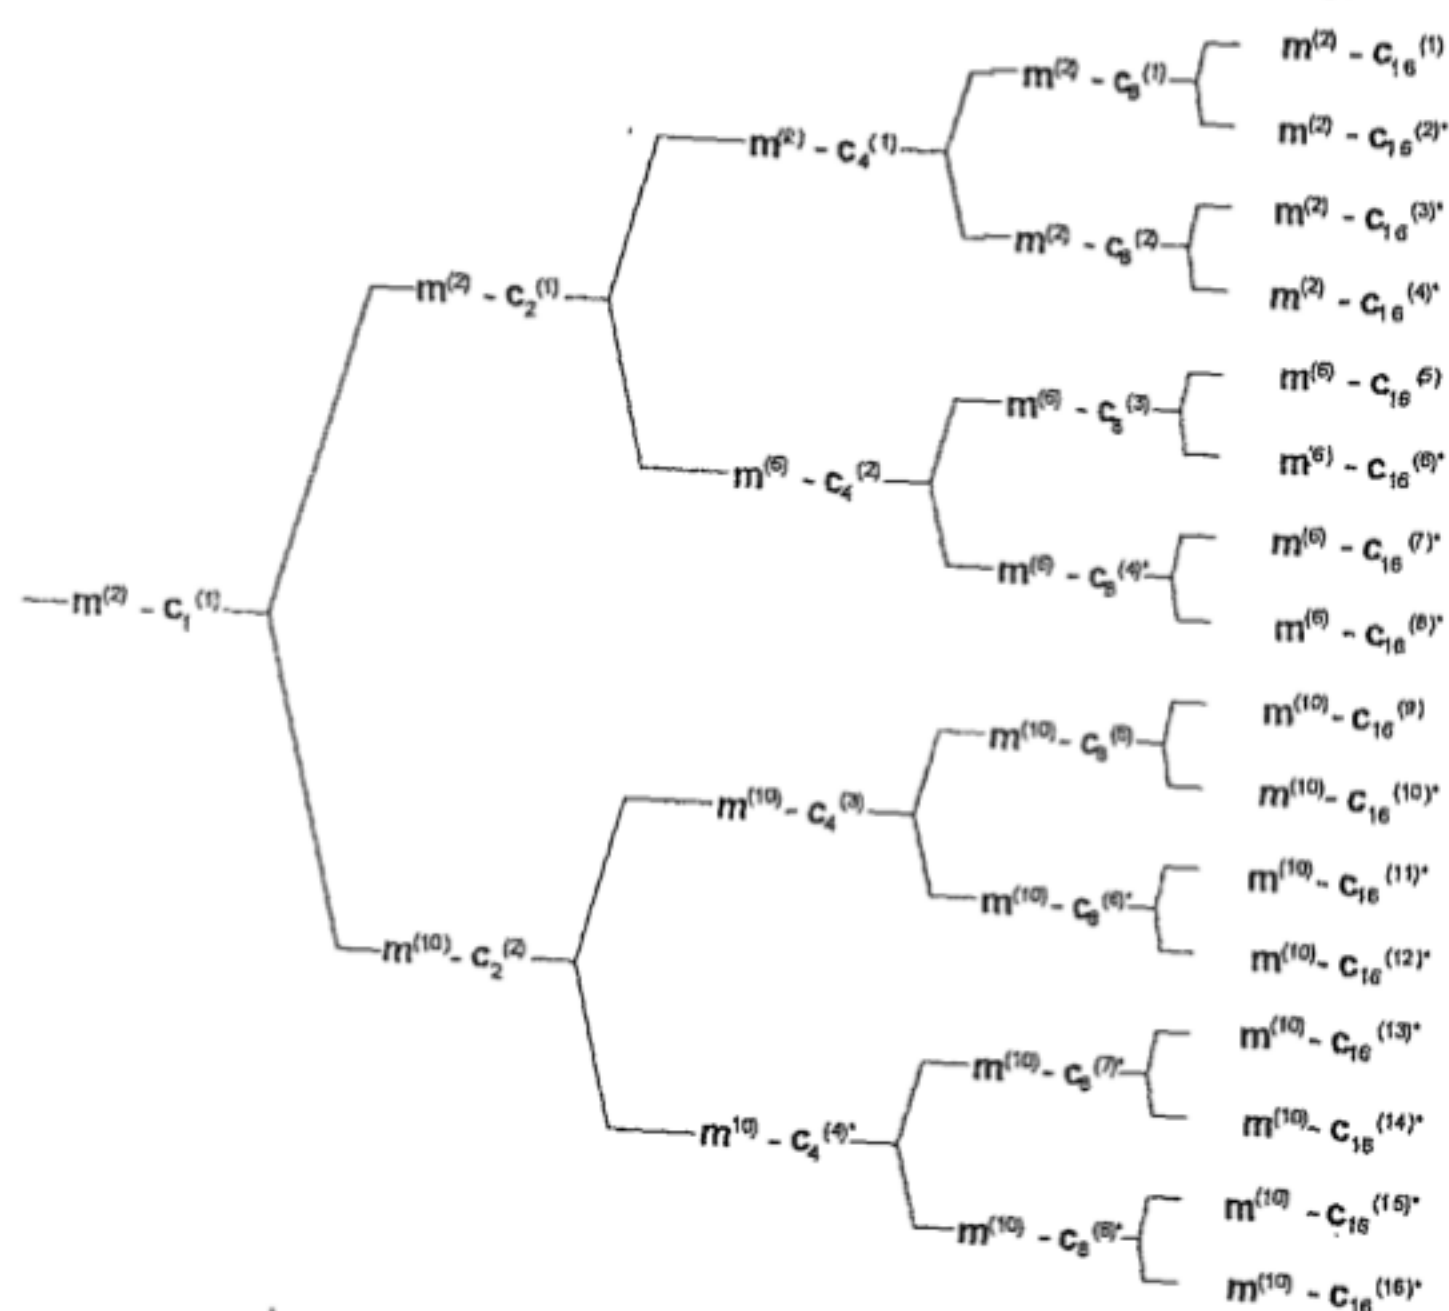 m(2) - c1(1)
m(2) - c2(1)
m(10) - c2(2)
m(2) - c4(1)
m(6) - c4(2)
m(10) - c4(3)
m10) - c4(4)*
m(2) - c8(1)
m(2) - c8(2)
m(6) - c8(3)
m(6) - c8(4)*
m(10) - c8(5)
m(10) - c8(6)*
m(10) - c8(7)*
m(10) - c8(8)*
m(2) - c16(1)
m(2) - c16(2)*
m(2) - c16(3)*
m(2) - c16(4)*
m(6) - c16(5)
m(6) - c16(6)*
m(6) - c16(7)*
m(6) - c16(8)*
m(10) - c16(9)
m(10) - c16(10)*
m(10) - c16(11)*
m(10) - c16(12)*
m(10) - c16(13)*
m(10) - c16(14)*
m(10) - c16(15)*
m(10) - c16(16)*